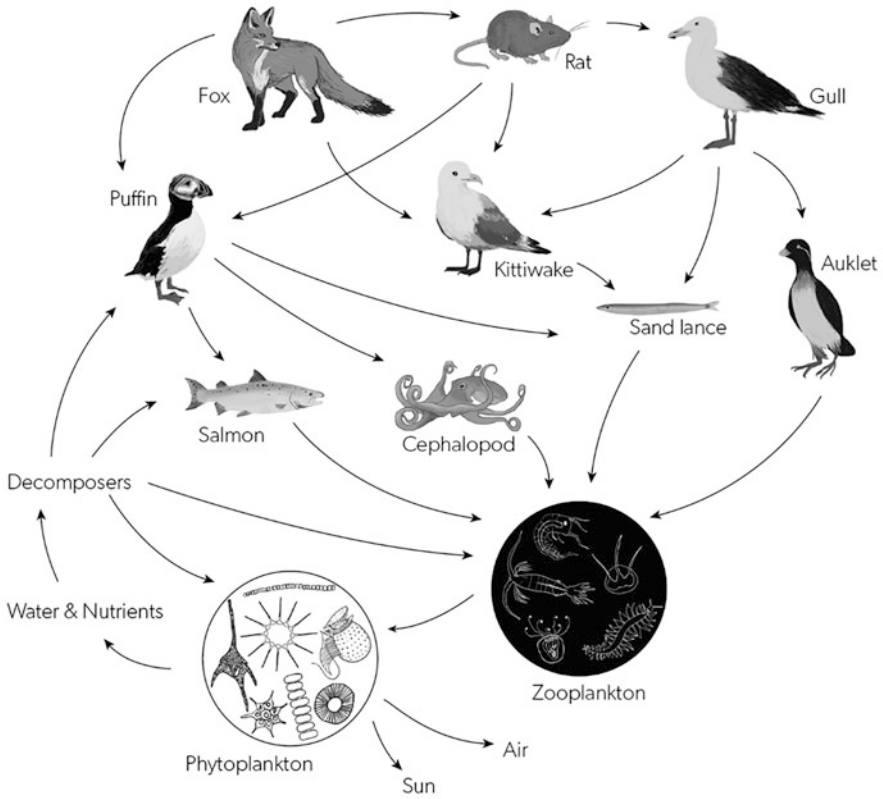 Fox
Rat
Gull
Puffin
Kittiwake
Auklet
Sand lance
Salmon
Cephalopod
Decomposers
Water & Nutrients
Zooplankton
Phytoplankton
Air
Sun